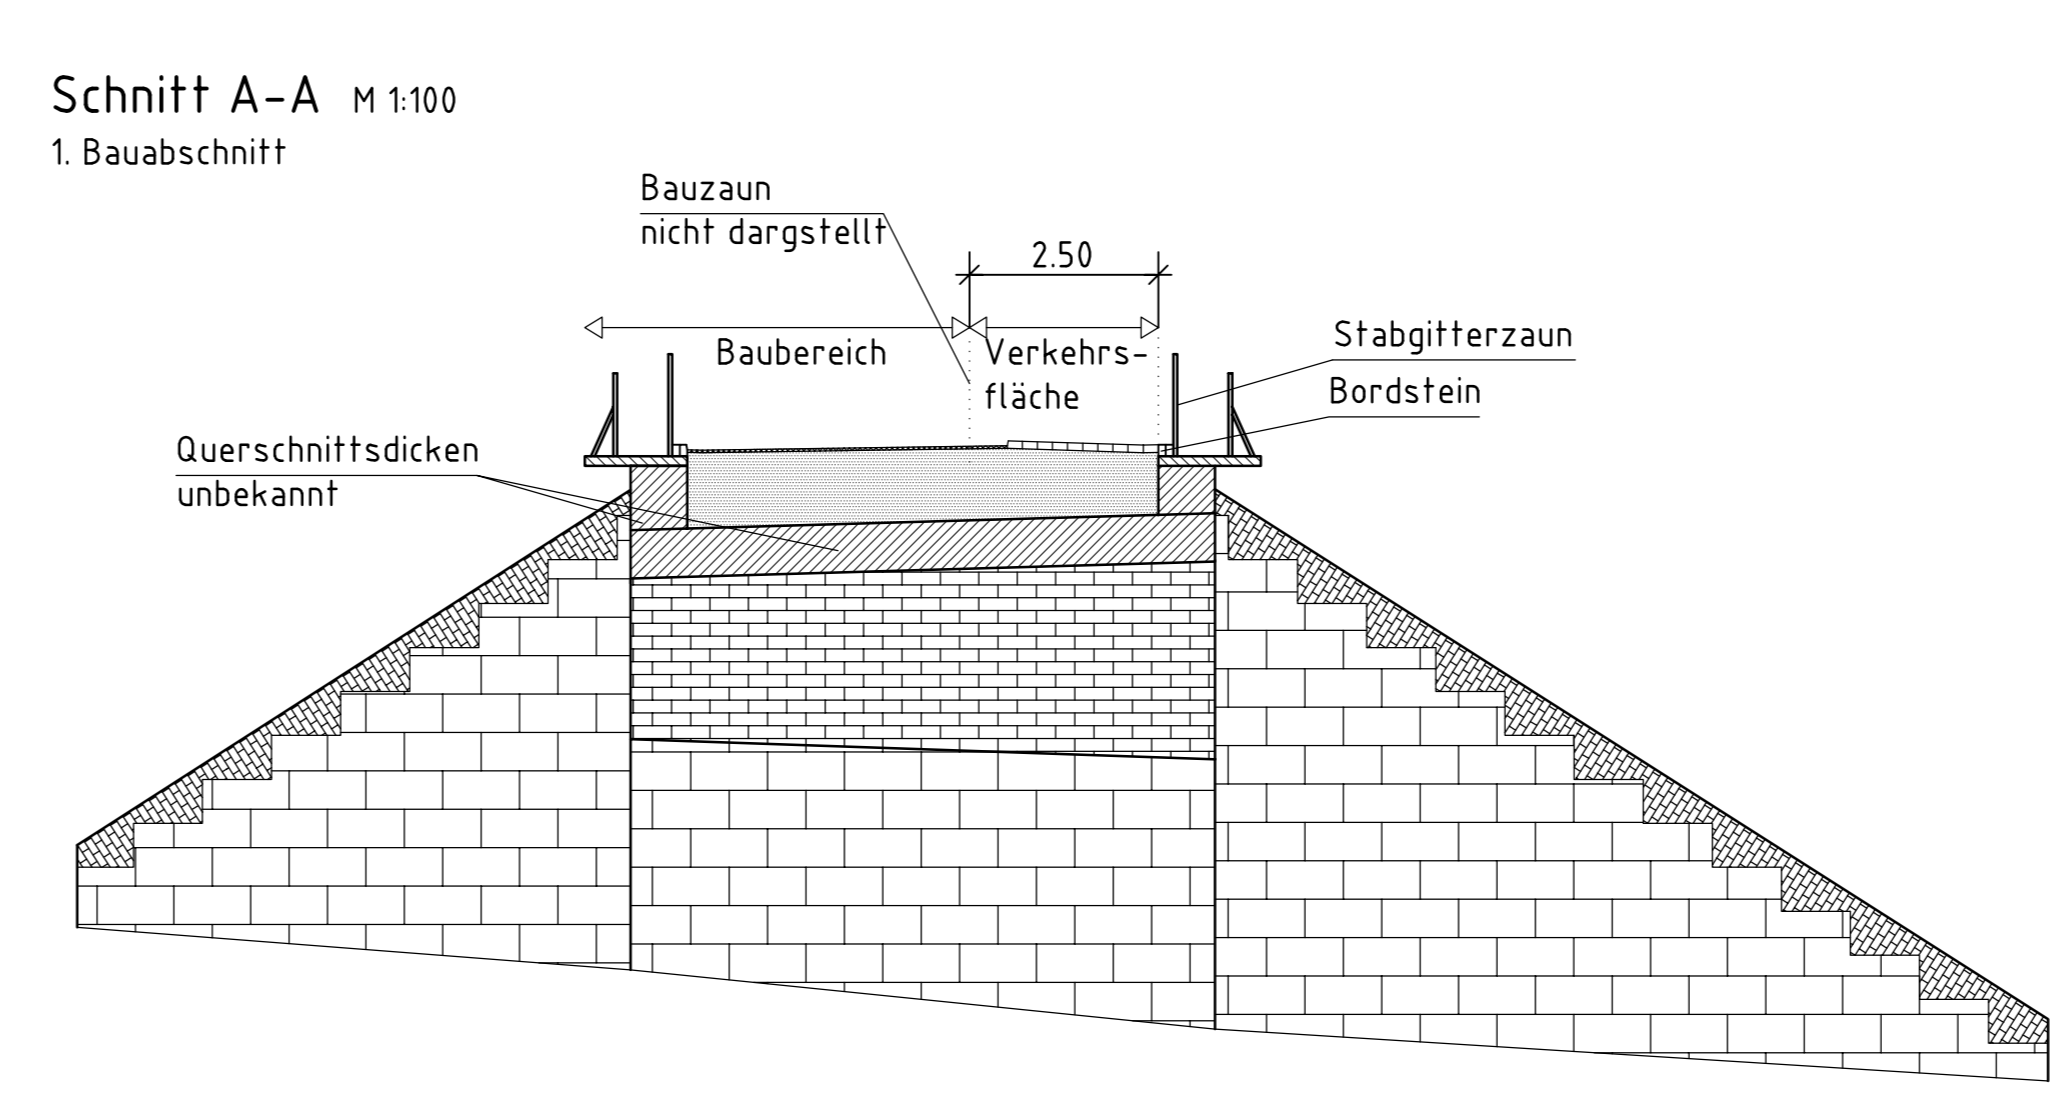 Schnitt A-A M 1:100
1. Bauabschnitt
Bauzaun
nicht dargstellt
2.50
Baubereich
Verkehrs-
fläche
Stabgitterzaun
Bordstein
Querschnittsdicken
unbekannt